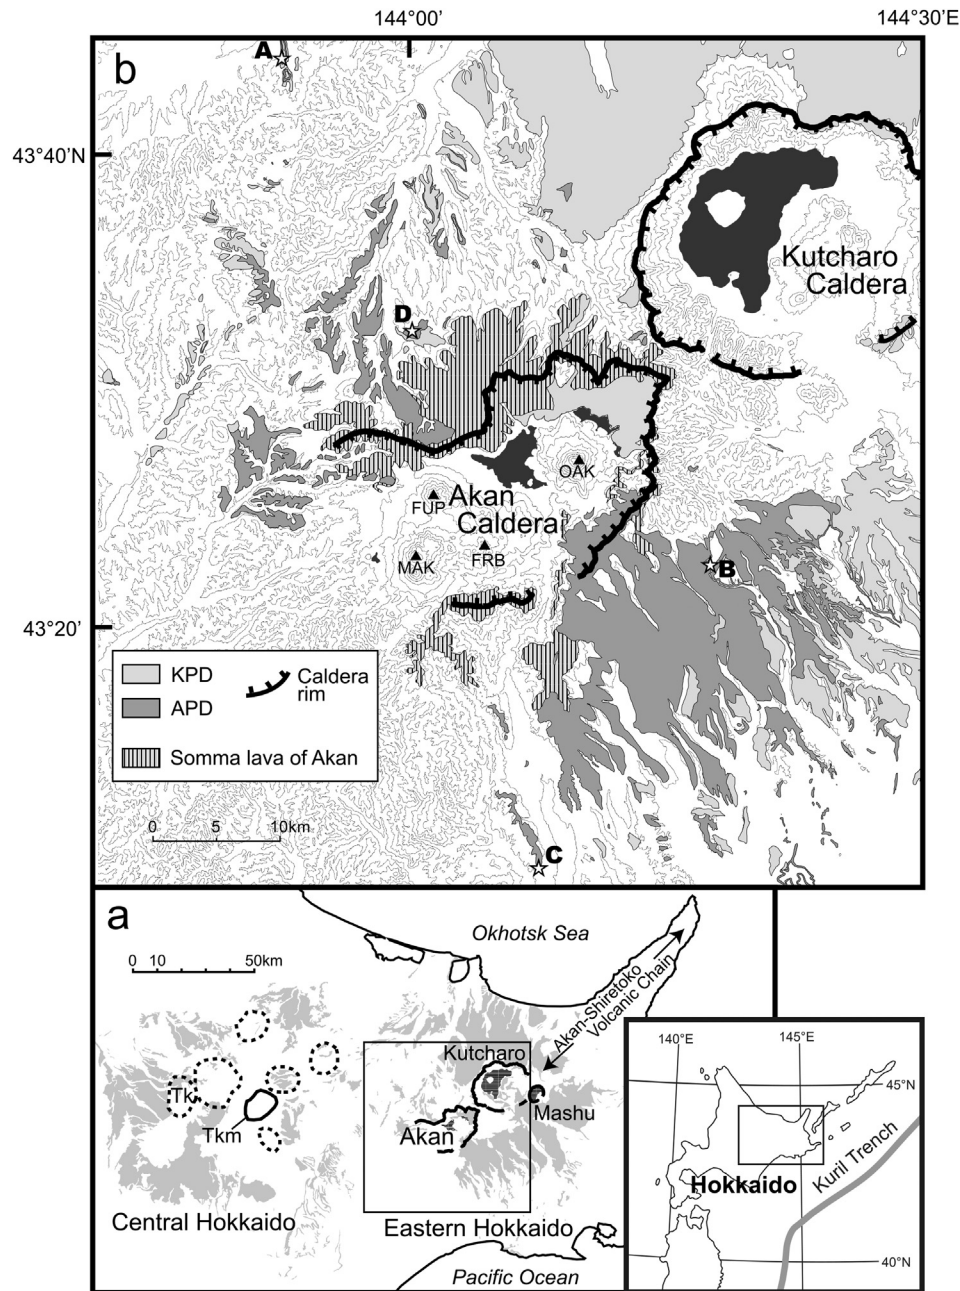 144°00'
144°30'E
A
b
43°40'N
Kutcharo
Caldera
D
OAK
FUP
Akan
Caldera
MAK
FRB
B
43°20'
KPD
APD
Caldera
rim
Somma lava of Akan
0 5 10km
C
a
Okhotsk Sea
0 10 50km
Akan-Shiretoko
Volcanic Chain
Kutcharo
Tk
Mashu
Tkm
Akan
Central Hokkaido
Eastern Hokkaido
Pacific Ocean
140°E
145°E
45°N
Hokkaido
Kuril Trench
40°N